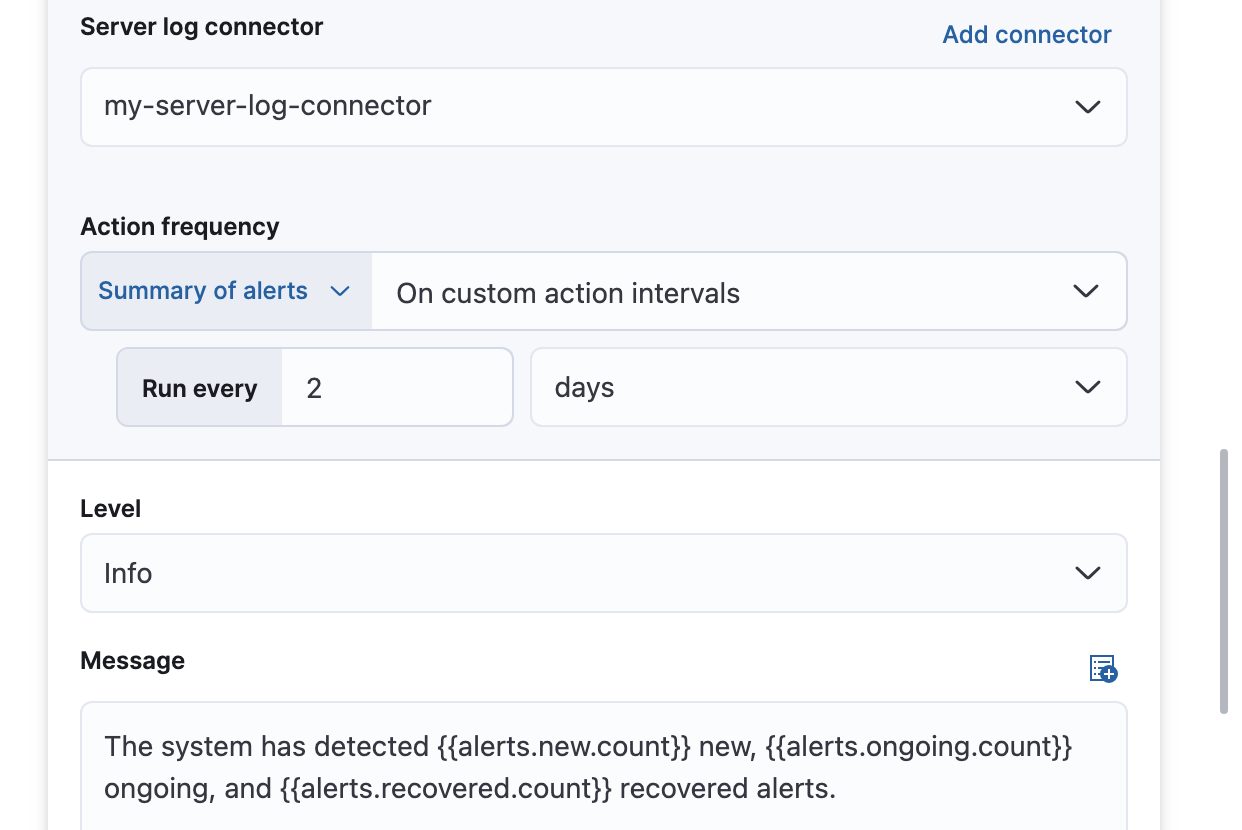 Server log connector
Add connector
my-server-log-connector
Action frequency
Summary of alerts
On custom action intervals
Run every
2
days
Level
Info
Message
The system has detected {{alerts.new.count}} new, {{alerts.ongoing.count}}
ongoing, and {{alerts.recovered.count}} recovered alerts.